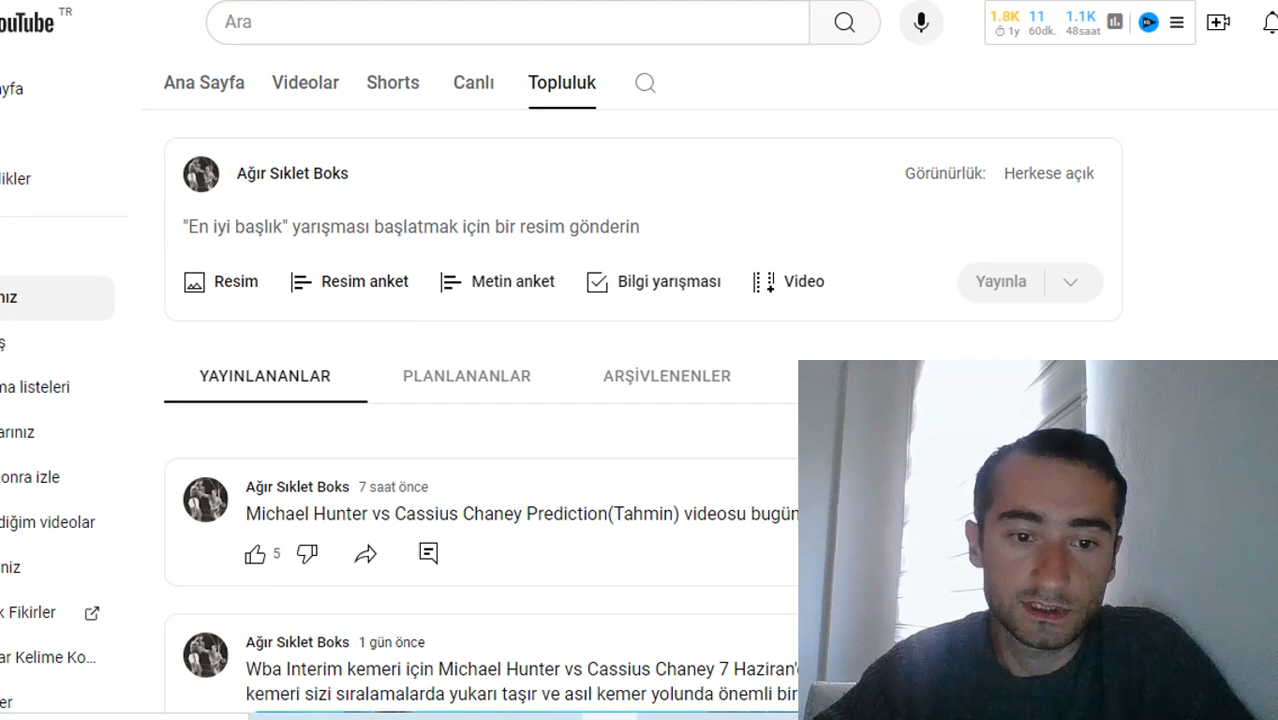 ouTube TR
Ara
1.8K 11 1.1K
1y 60dk. 48saat
Ana Sayfa Videolar Shorts Canlı Topluluk
yfa
likler
nız
ş
ma listeleri
arınız
onra izle
diğim videolar
niz
k Fikirler
ar Kelime Ko...
er
Ağır Sıklet Boks
Görünürlük: Herkese açık
"En iyi başlık" yarışması başlatmak için bir resim gönderin
Resim Resim anket Metin anket Bilgi yarışması Video Yayınla
YAYINLANANLAR PLANLANANLAR ARŞİVLENENLER
Ağır Sıklet Boks 7 saat önce
Michael Hunter vs Cassius Chaney Prediction(Tahmin) videosu bugün
5
Ağır Sıklet Boks 1 gün önce
Wba Interim kemeri için Michael Hunter vs Cassius Chaney 7 Haziran'
kemeri sizi sıralamalarda yukarı taşır ve asıl kemer yolunda önemli bir